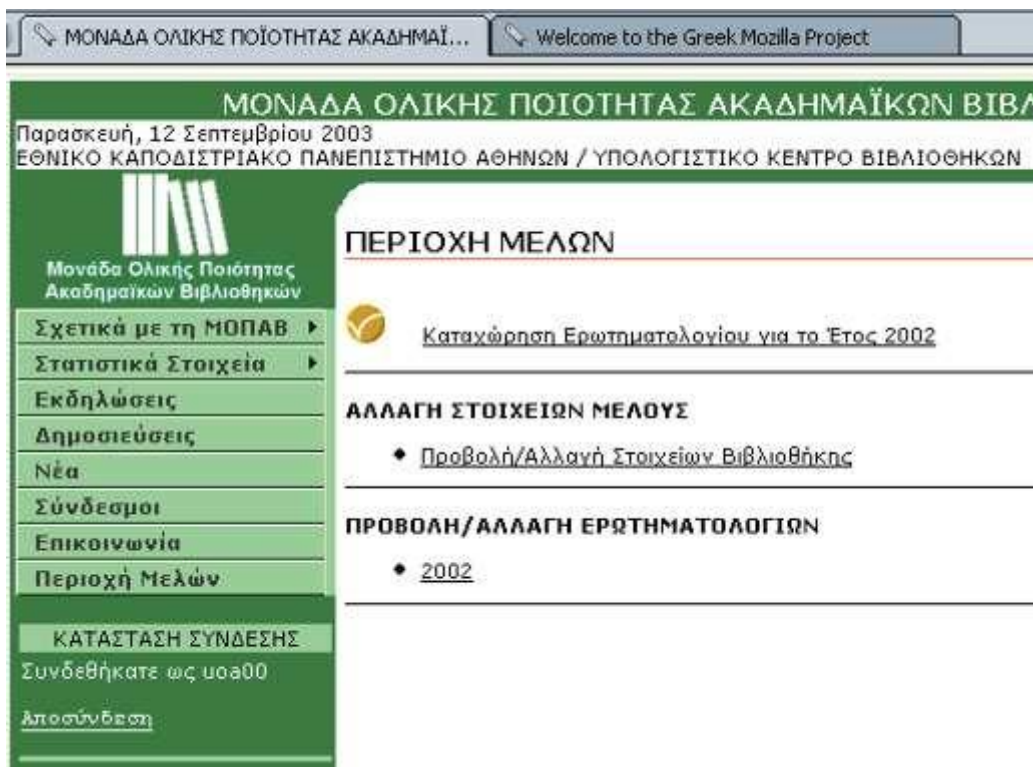 ΜΟΝΑΔΑ ΟΛΙΚΗΣ ΠΟΪΟΤΗΤΑΣ ΑΚΑΔΗΜΑΪ...
Welcome to the Greek Mozilla Project
ΜΟΝΑΔΑ ΟΛΙΚΗΣ ΠΟΙΟΤΗΤΑΣ ΑΚΑΔΗΜΑΪΚΩΝ ΒΙΒΛ
Παρασκευή, 12 Σεπτεμβρίου 2003
ΕΘΝΙΚΟ ΚΑΠΟΔΙΣΤΡΙΑΚΟ ΠΑΝΕΠΙΣΤΗΜΙΟ ΑΘΗΝΩΝ / ΥΠΟΛΟΓΙΣΤΙΚΟ ΚΕΝΤΡΟ ΒΙΒΛΙΟΘΗΚΩΝ
Μονάδα Ολικής Ποιότητας
Ακαδημαϊκών Βιβλιοθηκών
Σχετικά με τη ΜΟΠΑΒ
Στατιστικά Στοιχεία
Εκδηλώσεις
Δημοσιεύσεις
Νέα
Σύνδεσμοι
Επικοινωνία
Περιοχή Μελών
ΚΑΤΑΣΤΑΣΗ ΣΥΝΔΕΣΗΣ
Συνδεθήκατε ως uoa00
Αποσύνδεση
ΠΕΡΙΟΧΗ ΜΕΛΩΝ
Καταχώρηση Ερωτηματολογίου για το Έτος 2002
ΑΛΛΑΓΗ ΣΤΟΙΧΕΙΩΝ ΜΕΛΟΥΣ
Προβολή/Αλλαγή Στοιχείων Βιβλιοθήκης
ΠΡΟΒΟΛΗ/ΑΛΛΑΓΗ ΕΡΩΤΗΜΑΤΟΛΟΓΙΩΝ
2002